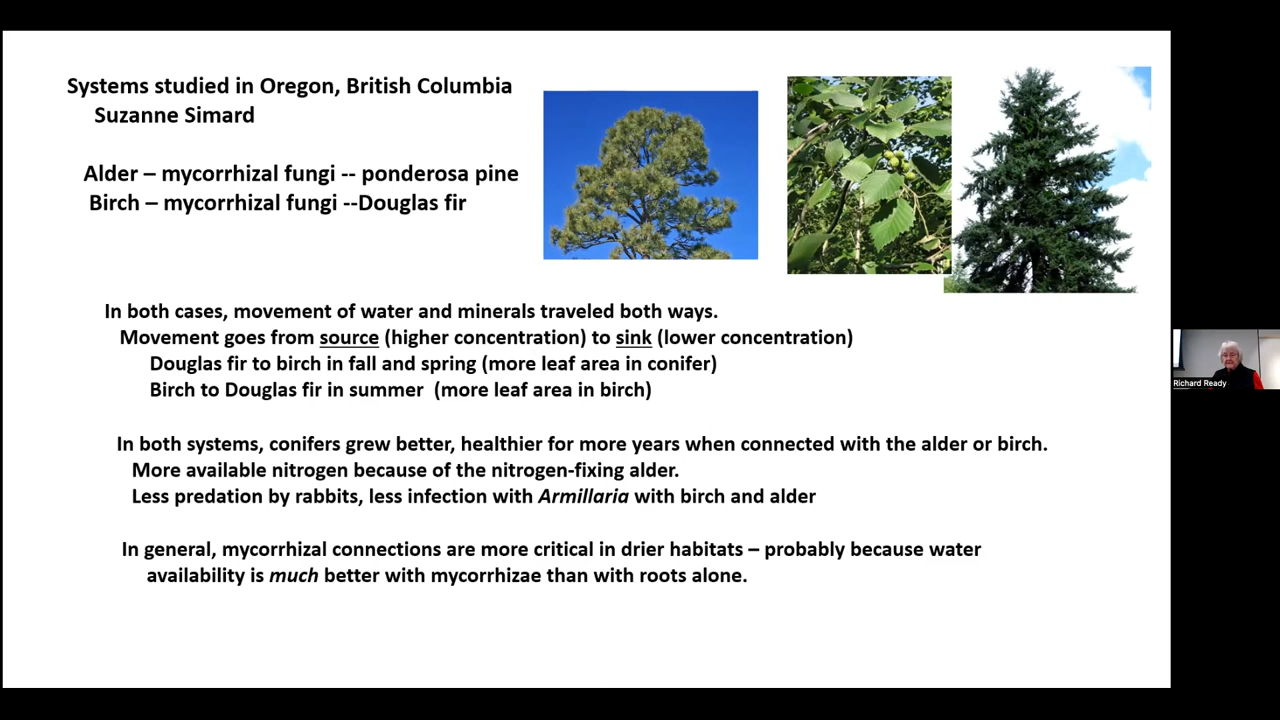 Systems studied in Oregon, British Columbia
Suzanne Simard
Alder – mycorrhizal fungi -- ponderosa pine
Birch – mycorrhizal fungi --Douglas fir
In both cases, movement of water and minerals traveled both ways.
Movement goes from source (higher concentration) to sink (lower concentration)
Douglas fir to birch in fall and spring (more leaf area in conifer)
Birch to Douglas fir in summer  (more leaf area in birch)
In both systems, conifers grew better, healthier for more years when connected with the alder or birch.
More available nitrogen because of the nitrogen-fixing alder.
Less predation by rabbits, less infection with Armillaria with birch and alder
In general, mycorrhizal connections are more critical in drier habitats – probably because water
availability is much better with mycorrhizae than with roots alone.
Richard Ready